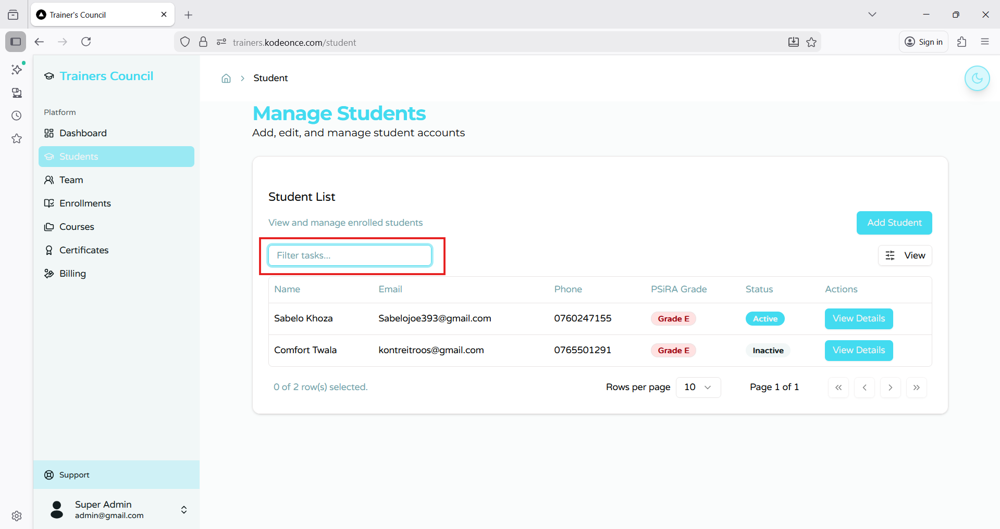 Trainer's Council
trainers.kodeonce.com/student
Sign in
Trainers Council
Platform
Dashboard
Students
Team
Enrollments
Courses
Certificates
Billing
Support
Super Admin
admin@gmail.com
Student
Manage Students
Add, edit, and manage student accounts
Student List
View and manage enrolled students
Add Student
Filter tasks...
View
Name Email Phone PSiRA Grade Status Actions
Sabelo Khoza Sabelojoe393@gmail.com 0760247155 Grade E Active View Details
Comfort Twala kontreitroos@gmail.com 0765501291 Grade E Inactive View Details
0 of 2 row(s) selected. Rows per page 10 Page 1 of 1